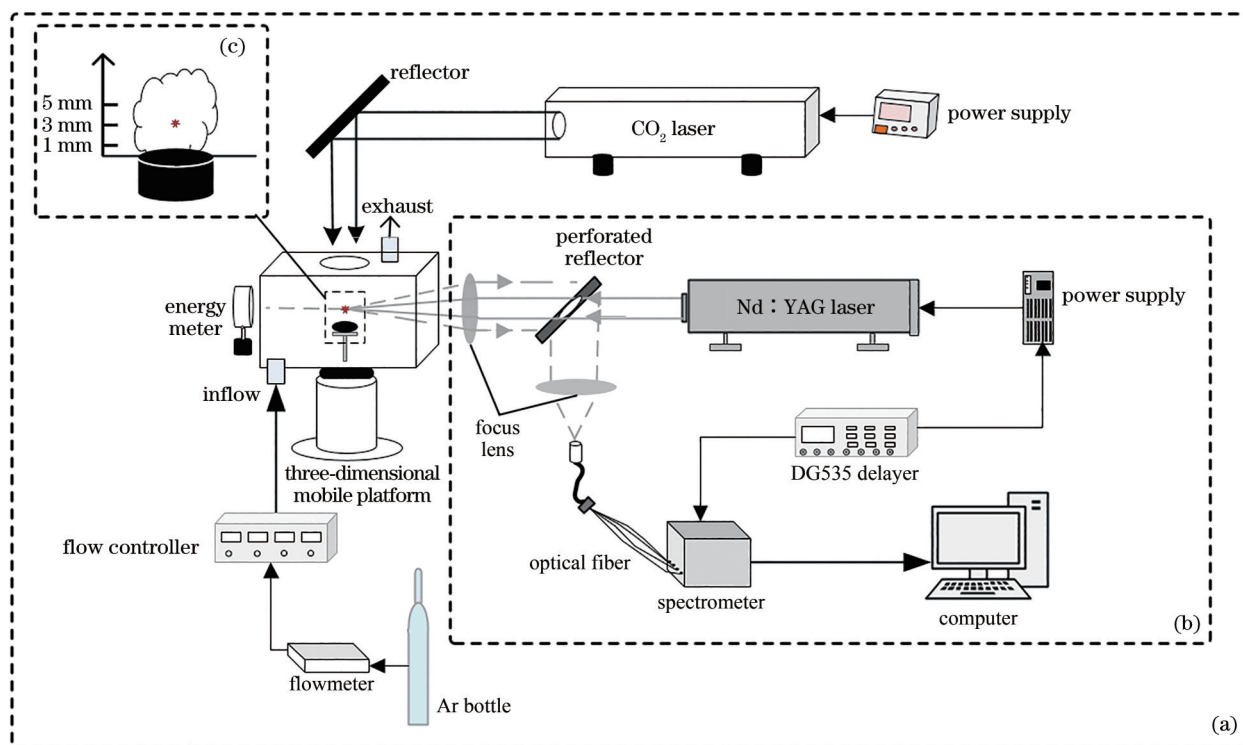 (c)
5 mm
3 mm
1 mm
reflector
CO₂ laser
power supply
exhaust
perforated
reflector
energy
meter
Nd：YAG laser
power supply
inflow
focus
lens
three-dimensional
mobile platform
DG535 delayer
flow controller
optical fiber
spectrometer
computer
(b)
flowmeter
Ar bottle
(a)